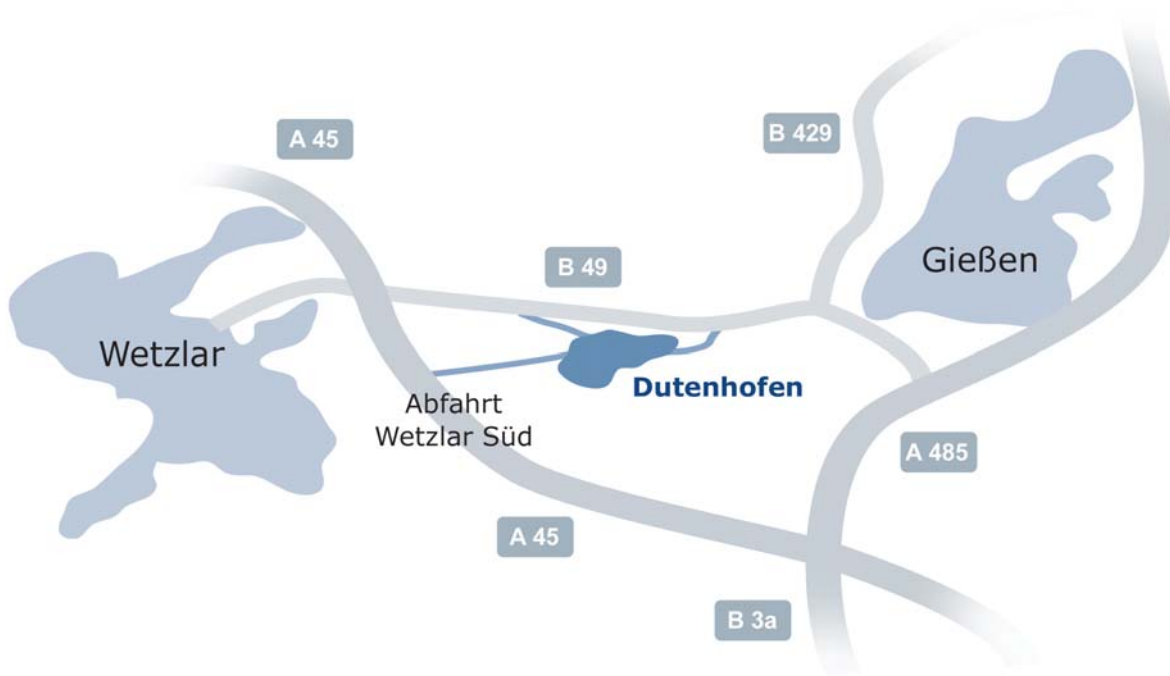 A 45
B 429
B 49
Gießen
Wetzlar
Dutenhofen
Abfahrt
Wetzlar Süd
A 485
A 45
B 3a